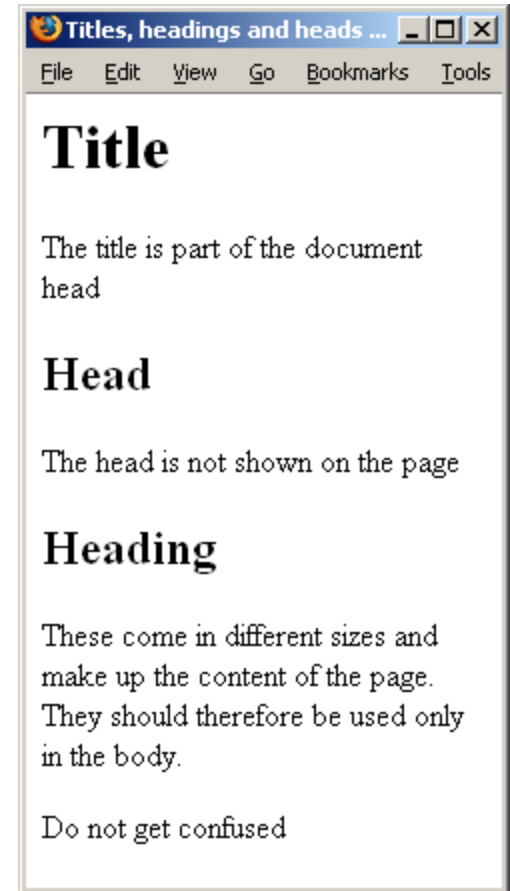 Titles, headings and heads ...
File Edit View Go Bookmarks Tools
Title
The title is part of the document
head
Head
The head is not shown on the page
Heading
These come in different sizes and
make up the content of the page.
They should therefore be used only
in the body.
Do not get confused